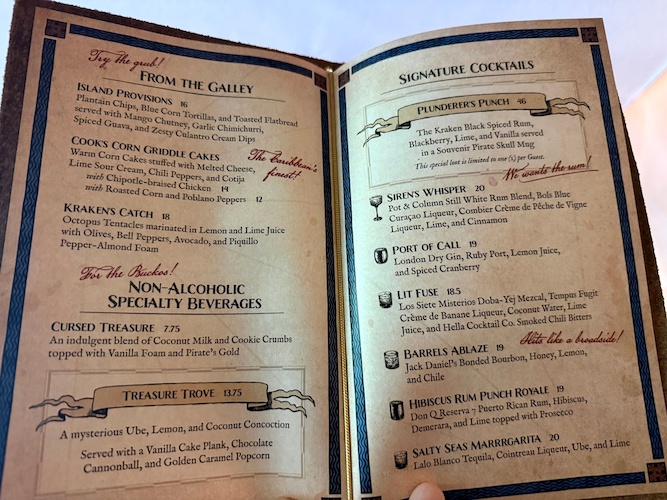 Try the grub!
FROM THE GALLEY
ISLAND PROVISIONS 16
Plantain Chips, Blue Corn Tortillas, and Toasted Flatbread
served with Mango Chutney, Garlic Chimichurri,
Spiced Guava, and Zesty Culantro Cream Dips
COOK'S CORN GRIDDLE CAKES
Warm Corn Cakes stuffed with Melted Cheese,
Lime Sour Cream, Chili Peppers, and Cotija
with Chipotle-braised Chicken 14
with Roasted Corn and Poblano Peppers 12
The Caribbean's
finest!
KRAKEN'S CATCH 18
Octopus Tentacles marinated in Lemon and Lime Juice
with Olives, Bell Peppers, Avocado, and Piquillo
Pepper-Almond Foam
For the Buckos!
NON-ALCOHOLIC
SPECIALTY BEVERAGES
CURSED TREASURE 7.75
An indulgent blend of Coconut Milk and Cookie Crumbs
topped with Vanilla Foam and Pirate's Gold
TREASURE TROVE 13.75
A mysterious Ube, Lemon, and Coconut Concoction
Served with a Vanilla Cake Plank, Chocolate
Cannonball, and Golden Caramel Popcorn
SIGNATURE COCKTAILS
PLUNDERER'S PUNCH 46
The Kraken Black Spiced Rum,
Blackberry, Lime, and Vanilla served
in a Souvenir Pirate Skull Mug
This special loot is limited to one (1) per Guest.
We wants the rum!
SIREN'S WHISPER 20
Pot & Column Still White Rum Blend, Bols Blue
Curaçao Liqueur, Combier Crème de Pêche de Vigne
Liqueur, Lime, and Cinnamon
PORT OF CALL 19
London Dry Gin, Ruby Port, Lemon Juice,
and Spiced Cranberry
LIT FUSE 18.5
Los Siete Misterios Doba-Yej Mezcal, Tempus Fugit
Crème de Banane Liqueur, Coconut Water, Lime
Juice, and Hella Cocktail Co. Smoked Chili Bitters
Hits like a broadside!
BARRELS ABLAZE 19
Jack Daniel's Bonded Bourbon, Honey, Lemon,
and Chile
HIBISCUS RUM PUNCH ROYALE 19
Don Q Reserva 7 Puerto Rican Rum, Hibiscus,
Demerara, and Lime topped with Prosecco
SALTY SEAS MARRRGARITA 20
Lalo Blanco Tequila, Cointreau Liqueur, Ube, and Lime